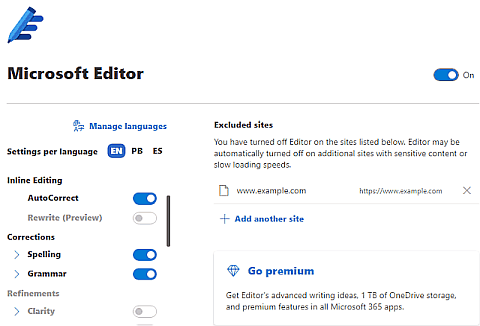 Microsoft Editor
On
Manage languages
Settings per language EN PB ES
Inline Editing
AutoCorrect
Rewrite (Preview)
Corrections
Spelling
Grammar
Refinements
Clarity
Excluded sites
You have turned off Editor on the sites listed below. Editor may be
automatically turned off on additional sites with sensitive content or
slow loading speeds.
www.example.com https://www.example.com
Add another site
Go premium
Get Editor's advanced writing ideas, 1 TB of OneDrive storage,
and premium features in all Microsoft 365 apps.